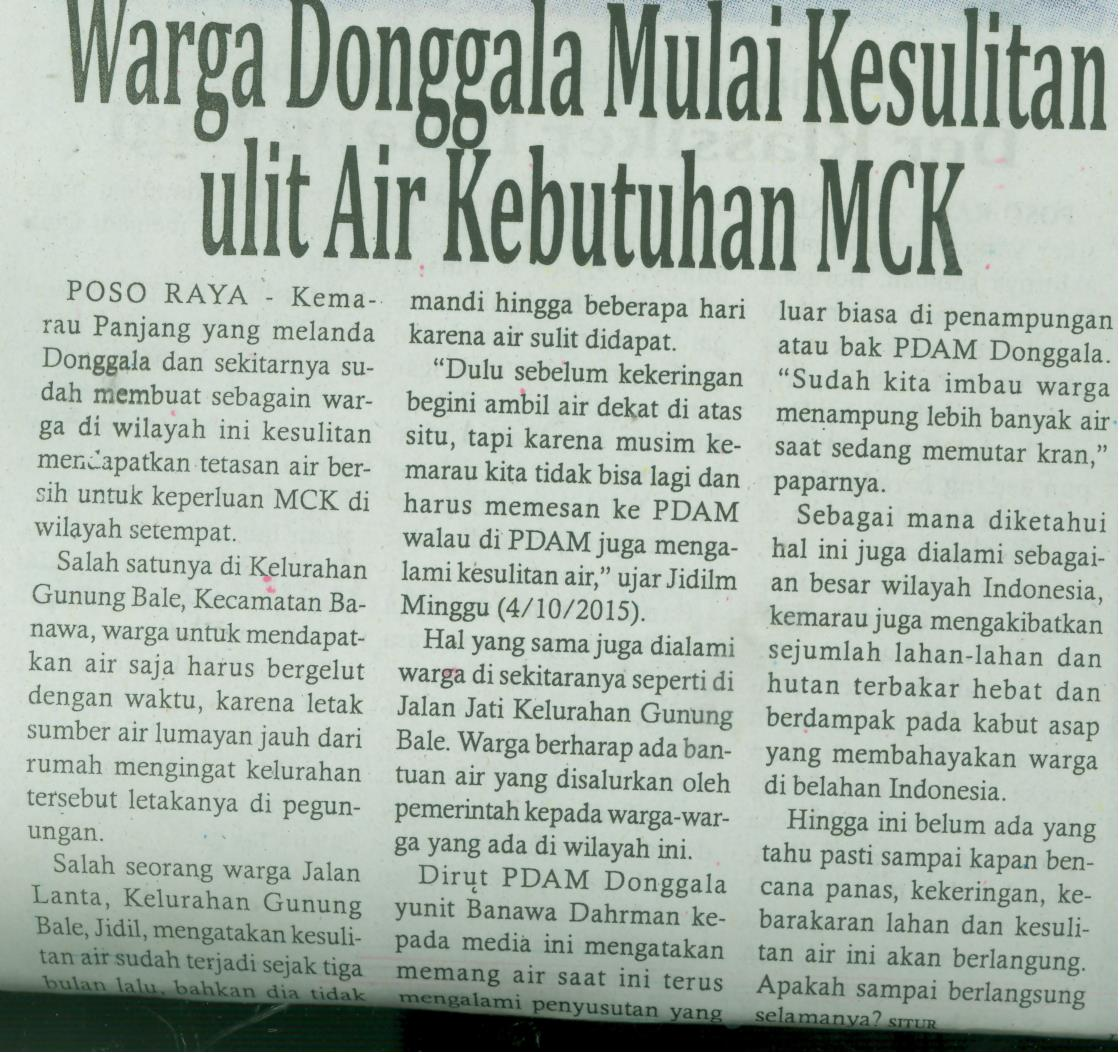 Warga Donggala Mulai Kesulitan
ulit Air Kebutuhan MCK
POSO RAYA - Kema-
rau Panjang yang melanda
Donggala dan sekitarnya su-
dah membuat sebagain war-
ga di wilayah ini kesulitan
mendapatkan tetasan air ber-
sih untuk keperluan MCK di
wilayah setempat.
Salah satunya di Kelurahan
Gunung Bale, Kecamatan Ba-
nawa, warga untuk mendapat-
kan air saja harus bergelut
dengan waktu, karena letak
sumber air lumayan jauh dari
rumah mengingat kelurahan
tersebut letakanya di pegun-
ungan.
Salah seorang warga Jalan
Lanta, Kelurahan Gunung
Bale, Jidil, mengatakan kesuli-
tan air sudah terjadi sejak tiga
bulan lalu, bahkan dia tidak
mandi hingga beberapa hari
karena air sulit didapat.
“Dulu sebelum kekeringan
begini ambil air dekat di atas
situ, tapi karena musim ke-
marau kita tidak bisa lagi dan
harus memesan ke PDAM
walau di PDAM juga menga-
lami kesulitan air,” ujar Jidilm
Minggu (4/10/2015).
Hal yang sama juga dialami
warga di sekitaranya seperti di
Jalan Jati Kelurahan Gunung
Bale. Warga berharap ada ban-
tuan air yang disalurkan oleh
pemerintah kepada warga-war-
ga yang ada di wilayah ini.
Dirut PDAM Donggala
yunit Banawa Dahrman ke-
pada media ini mengatakan
memang air saat ini terus
mengalami penyusutan yang
luar biasa di penampungan
atau bak PDAM Donggala.
“Sudah kita imbau warga
menampung lebih banyak air
saat sedang memutar kran,”
paparnya.
Sebagai mana diketahui
hal ini juga dialami sebagai-
an besar wilayah Indonesia,
kemarau juga mengakibatkan
sejumlah lahan-lahan dan
hutan terbakar hebat dan
berdampak pada kabut asap
yang membahayakan warga
di belahan Indonesia.
Hingga ini belum ada yang
tahu pasti sampai kapan ben-
cana panas, kekeringan, ke-
barakaran lahan dan kesuli-
tan air ini akan berlangung.
Apakah sampai berlangsung
selamanya? SITUR